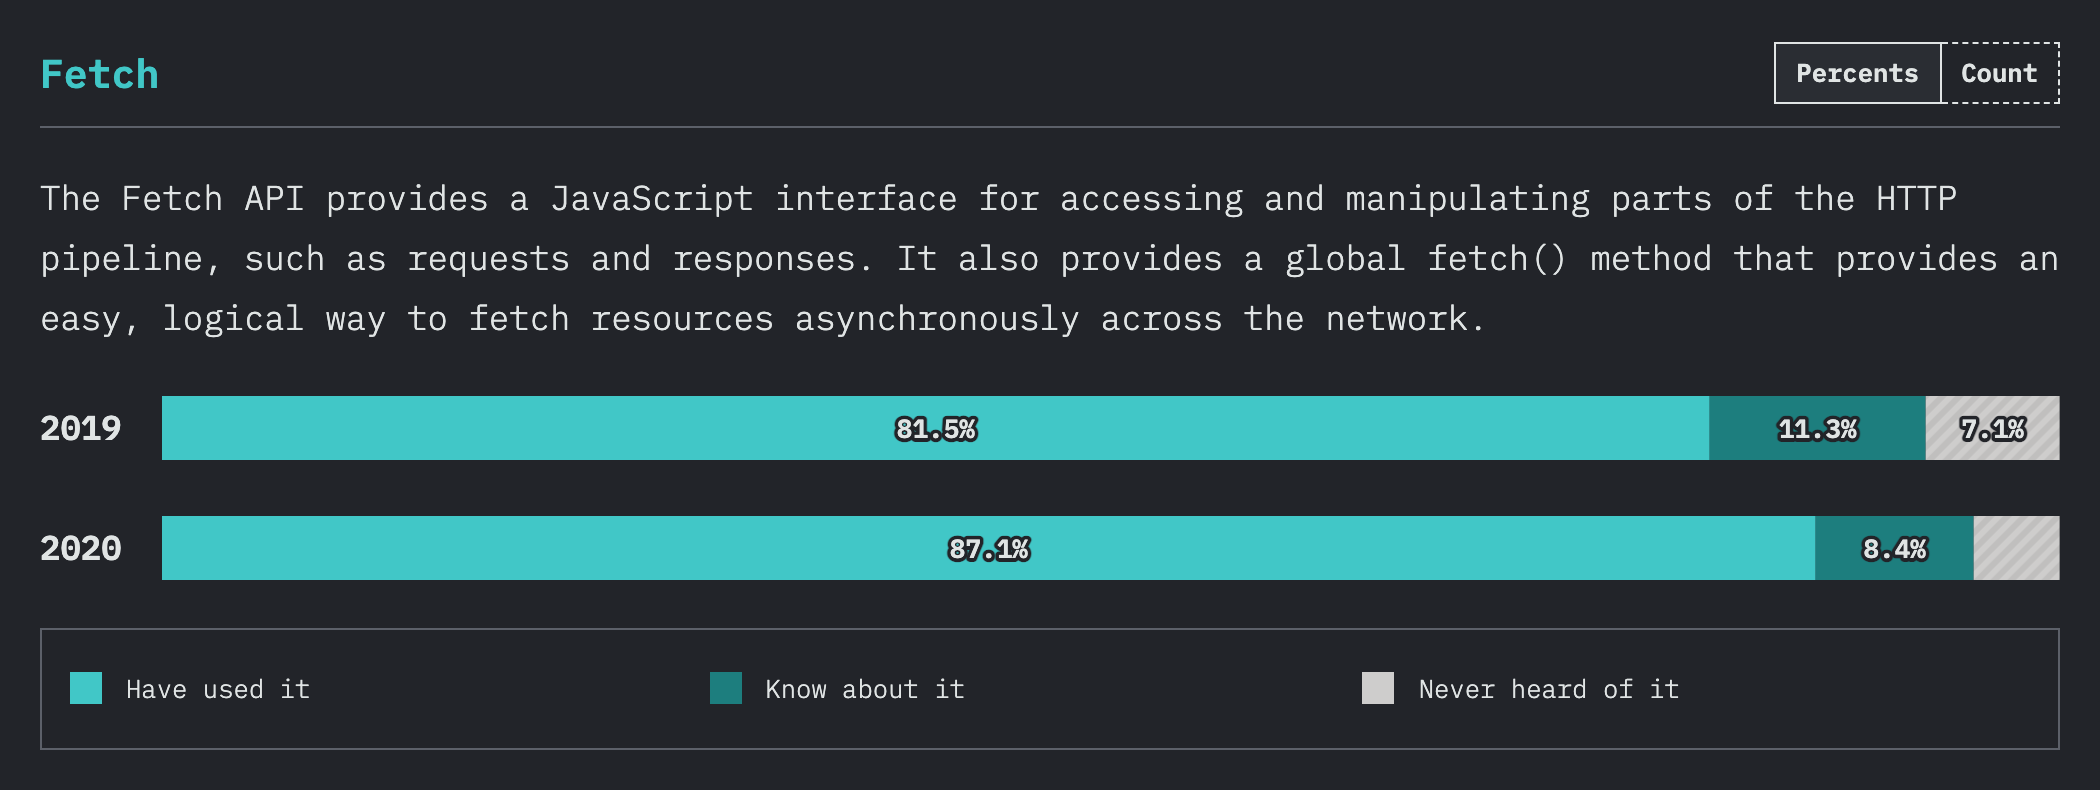 Fetch
Percents Count
The Fetch API provides a JavaScript interface for accessing and manipulating parts of the HTTP
pipeline, such as requests and responses. It also provides a global fetch() method that provides an
easy, logical way to fetch resources asynchronously across the network.
2019 81.5% 11.3% 7.1%
2020 87.1% 8.4%
Have used it Know about it Never heard of it